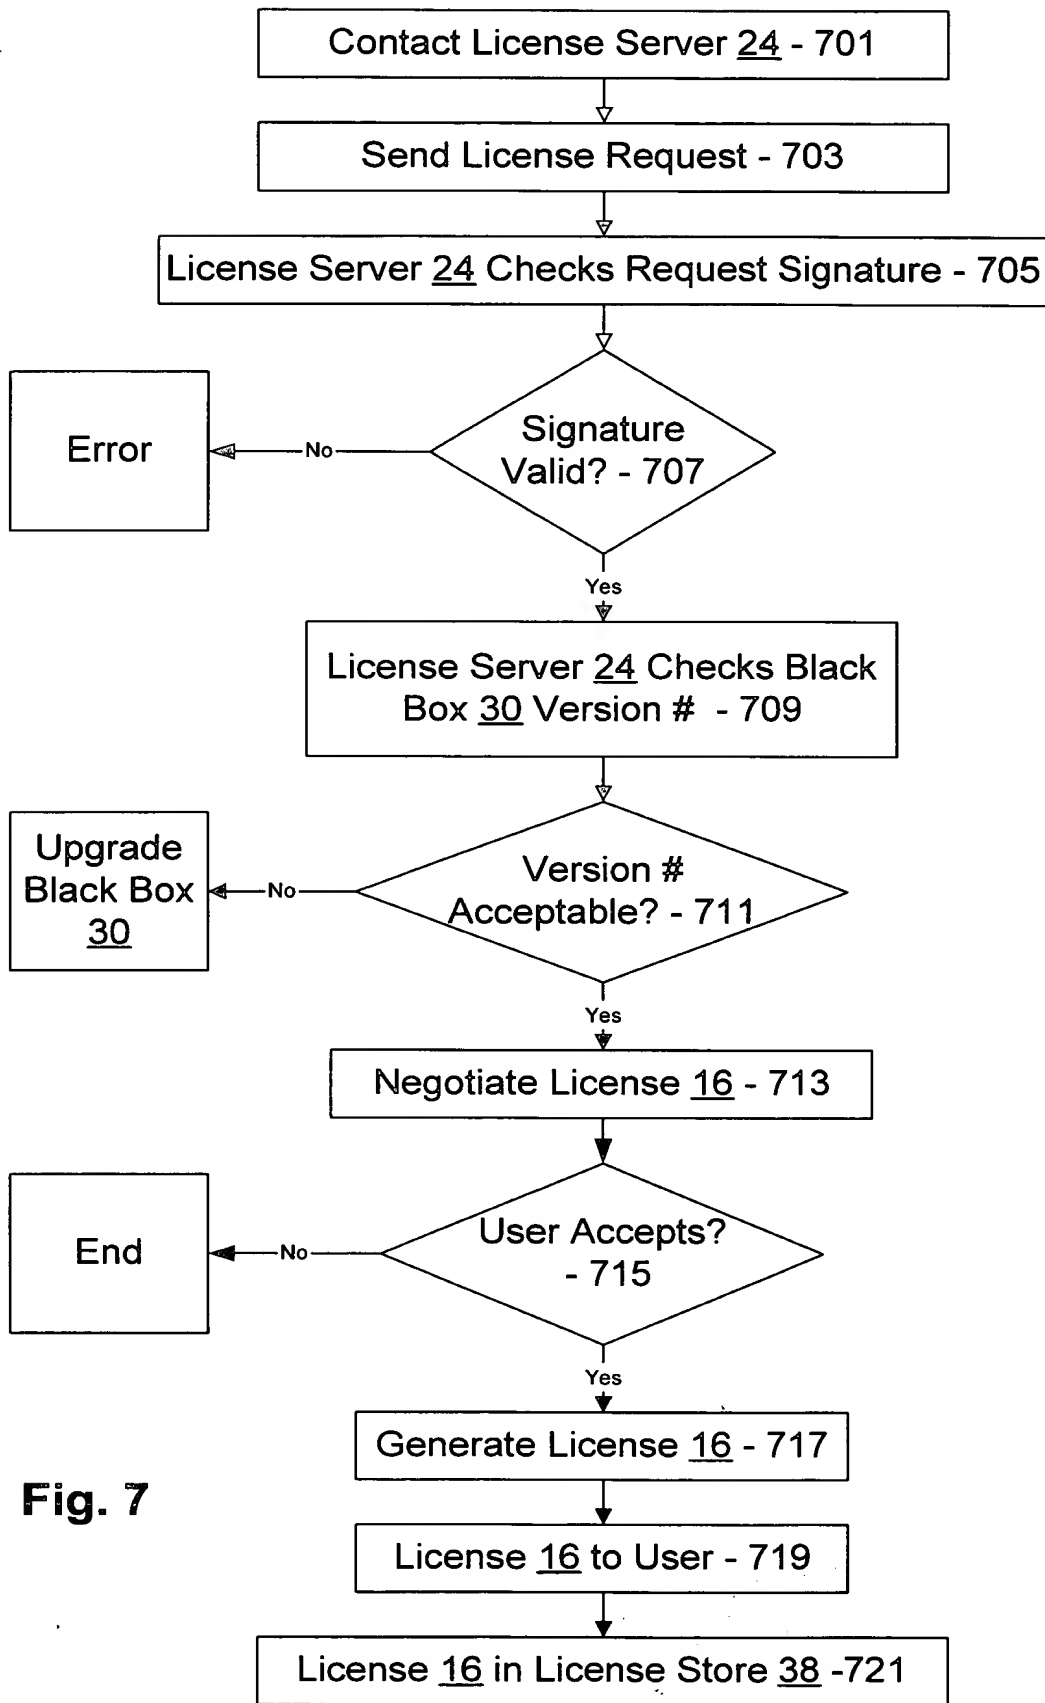 Contact License Server 24 - 701
Send License Request - 703
License Server 24 Checks Request Signature - 705
Signature
Valid? - 707
No
Error
Yes
License Server 24 Checks Black
Box 30 Version # - 709
Version #
Acceptable? - 711
No
Upgrade
Black Box
30
Yes
Negotiate License 16 - 713
User Accepts?
- 715
No
End
Yes
Generate License 16 - 717
License 16 to User - 719
License 16 in License Store 38 -721
Fig. 7